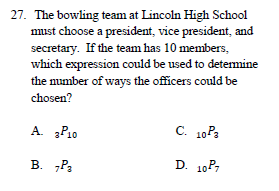 27. The bowling team at Lincoln High School
must choose a president, vice president, and
secretary. If the team has 10 members,
which expression could be used to determine
the number of ways the officers could be
chosen?
A. ₃P₁₀ C. ₁₀P₃
B. ₇P₃ D. ₁₀P₇